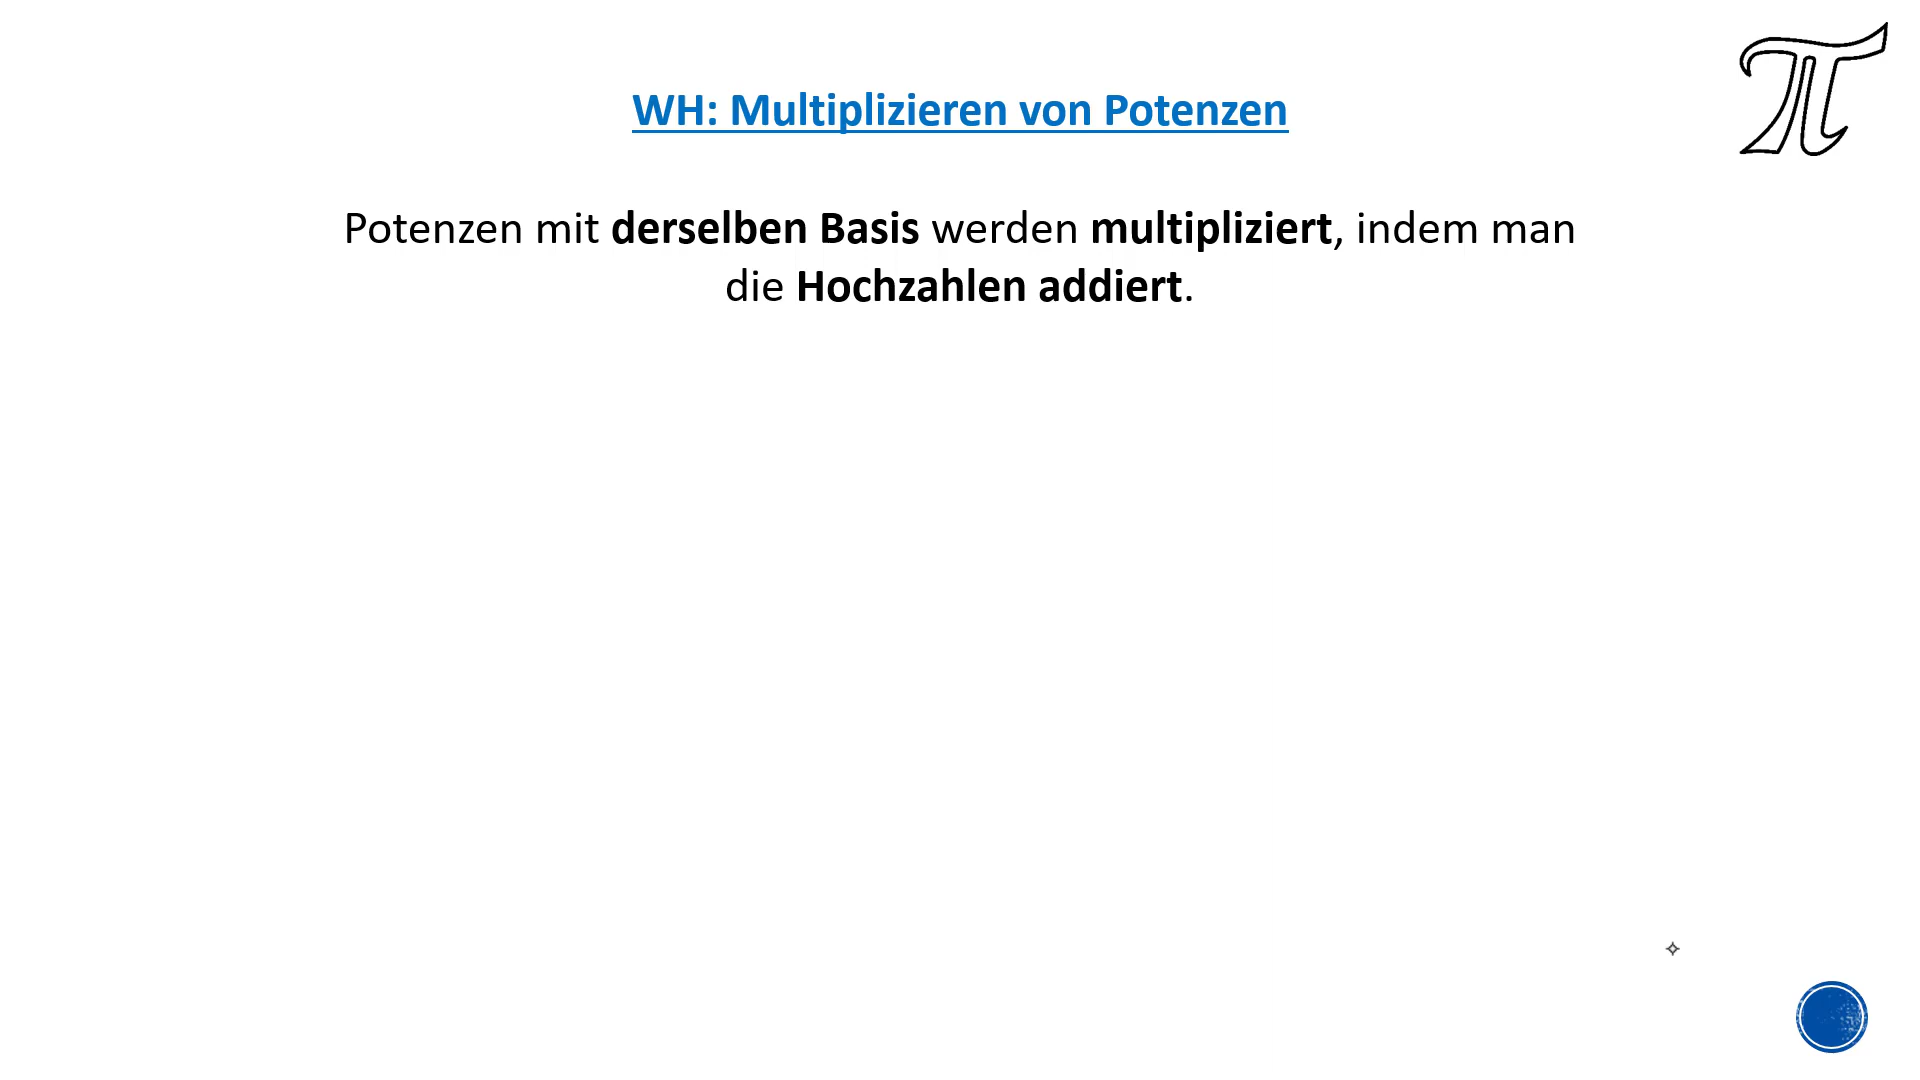 WH: Multiplizieren von Potenzen
Potenzen mit derselben Basis werden multipliziert, indem man
die Hochzahlen addiert.